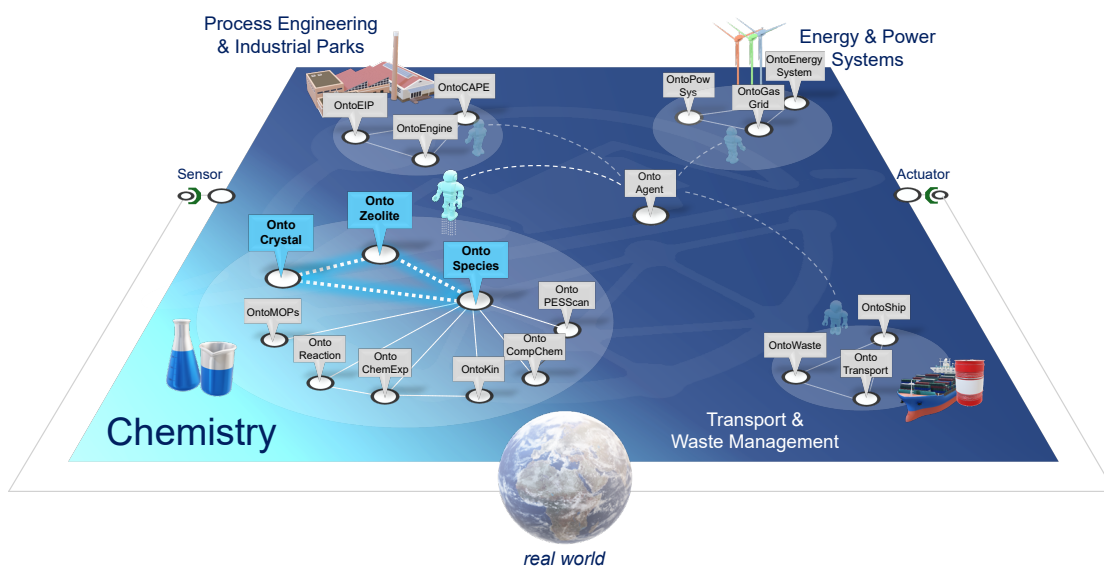 Process Engineering
& Industrial Parks
Energy & Power
Systems
OntoEnergy
System
OntoPow
Sys
OntoGas
Grid
OntoCAPE
OntoEIP
OntoEngine
Sensor
Actuator
Onto
Agent
Onto
Zeolite
Onto
Crystal
Onto
Species
Onto
PESScan
OntoMOPs
OntoShip
Onto
Reaction
Onto
ChemExp
OntoKin
Onto
CompChem
OntoWaste
Onto
Transport
Chemistry
Transport &
Waste Management
real world